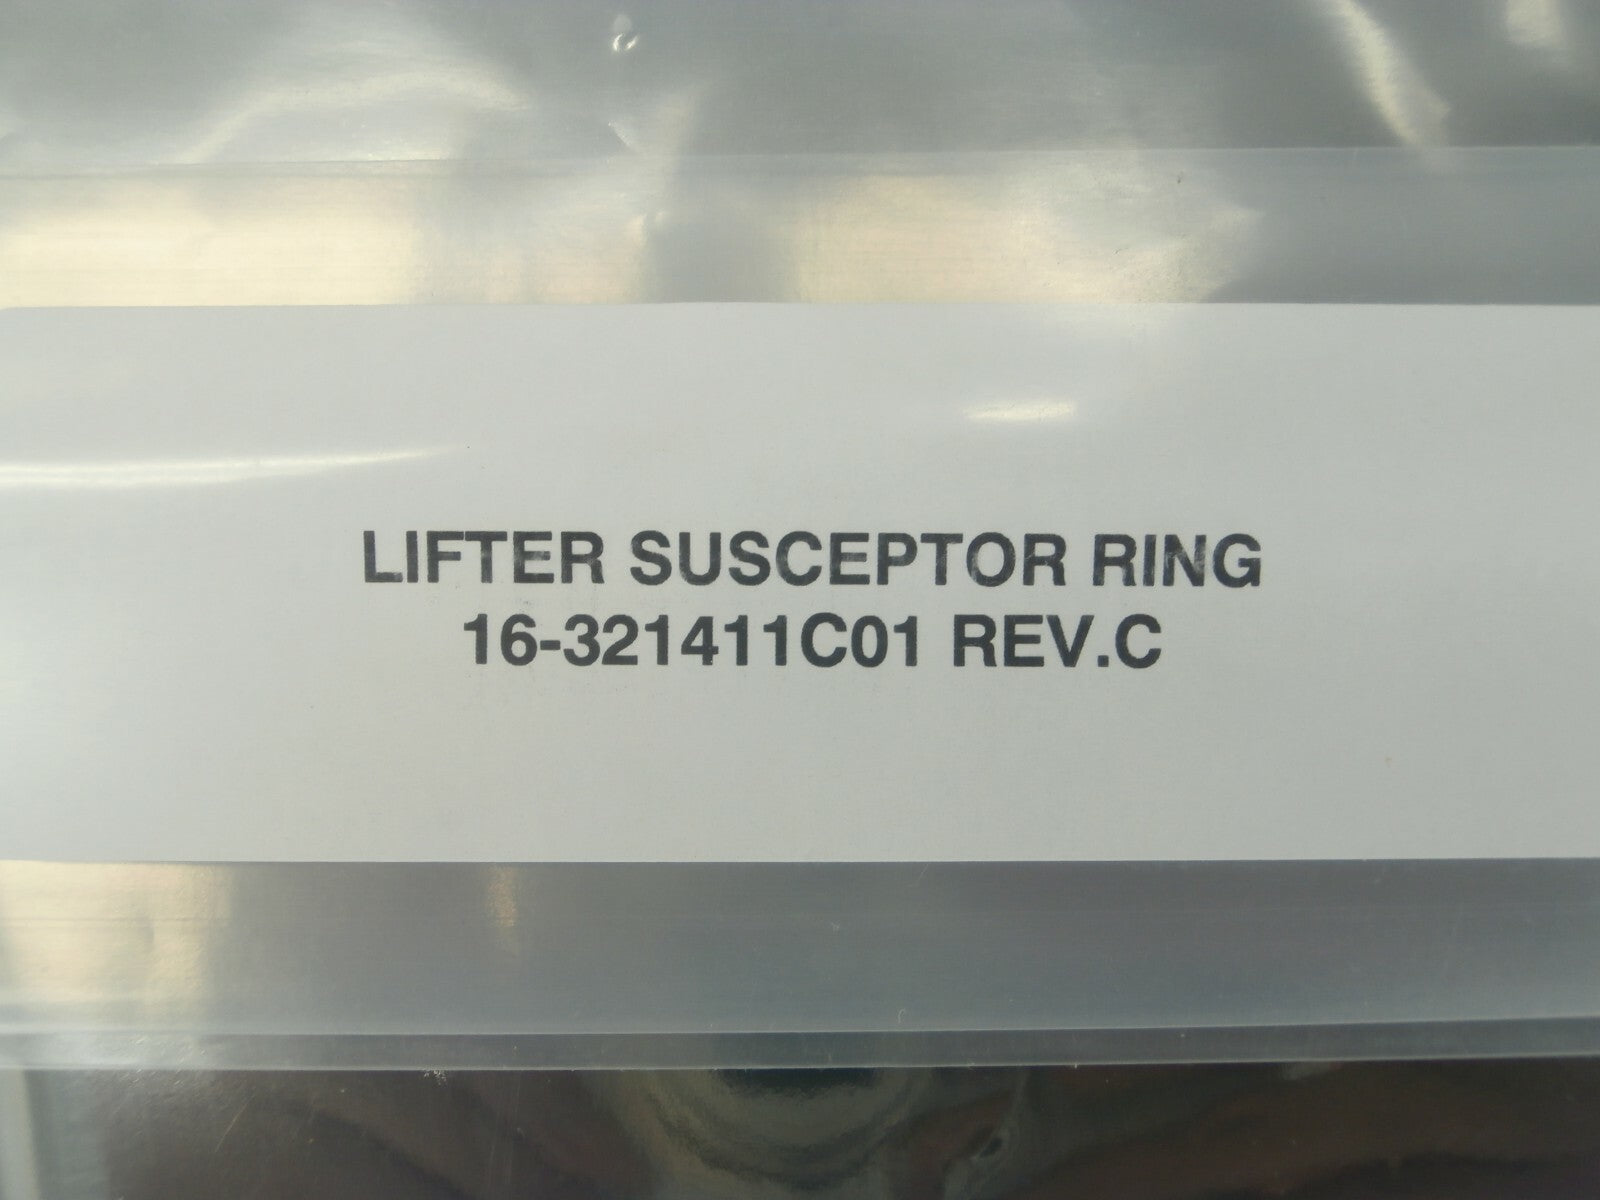 LIFTER SUSCEPTOR RING
16-321411C01 REV.C